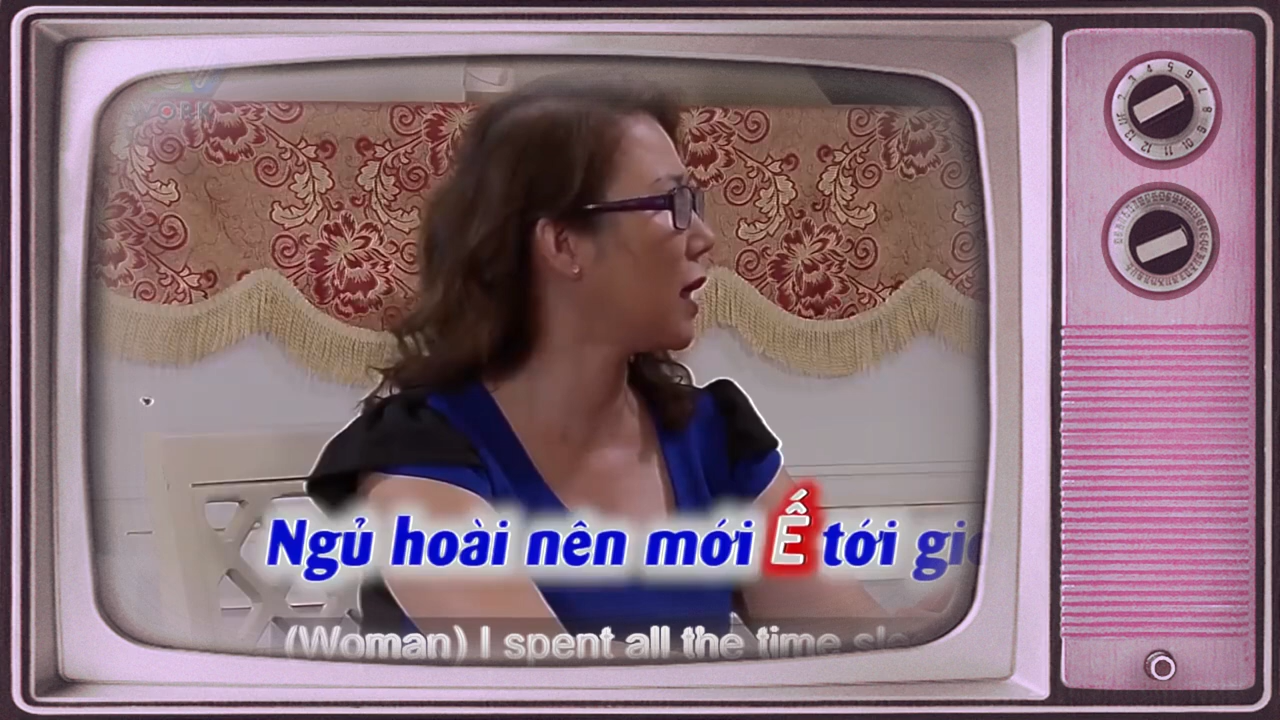 Ngủ hoài nên mới Ế tới
(Woman) I spent all the time